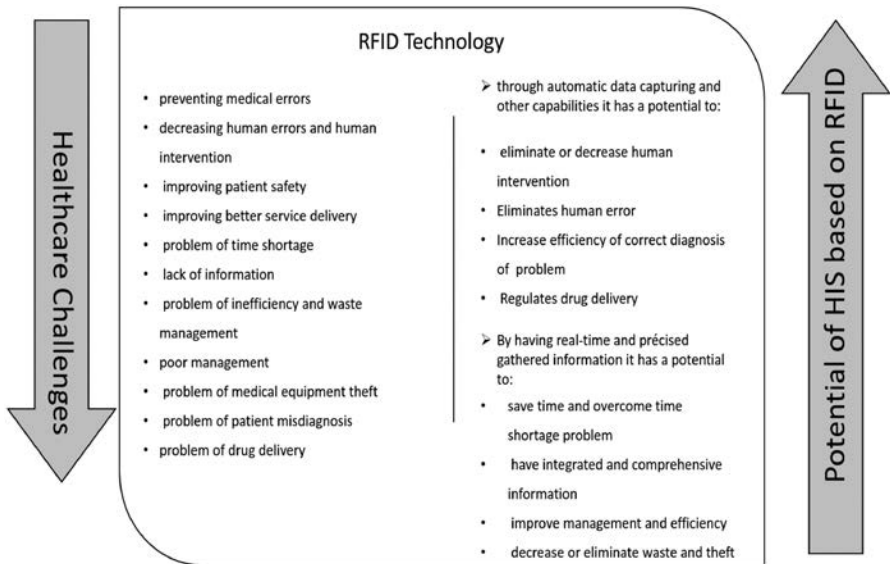 Healthcare Challenges
RFID Technology
• preventing medical errors
• decreasing human errors and human
intervention
• improving patient safety
• improving better service delivery
• problem of time shortage
• lack of information
• problem of inefficiency and waste
management
• poor management
• problem of medical equipment theft
• problem of patient misdiagnosis
• problem of drug delivery
➢ through automatic data capturing and
other capabilities it has a potential to:
• eliminate or decrease human
intervention
• Eliminates human error
• Increase efficiency of correct diagnosis
of problem
• Regulates drug delivery
➢ By having real-time and précised
gathered information it has a potential
to:
• save time and overcome time
shortage problem
• have integrated and comprehensive
information
• improve management and efficiency
• decrease or eliminate waste and theft
Potential of HIS based on RFID